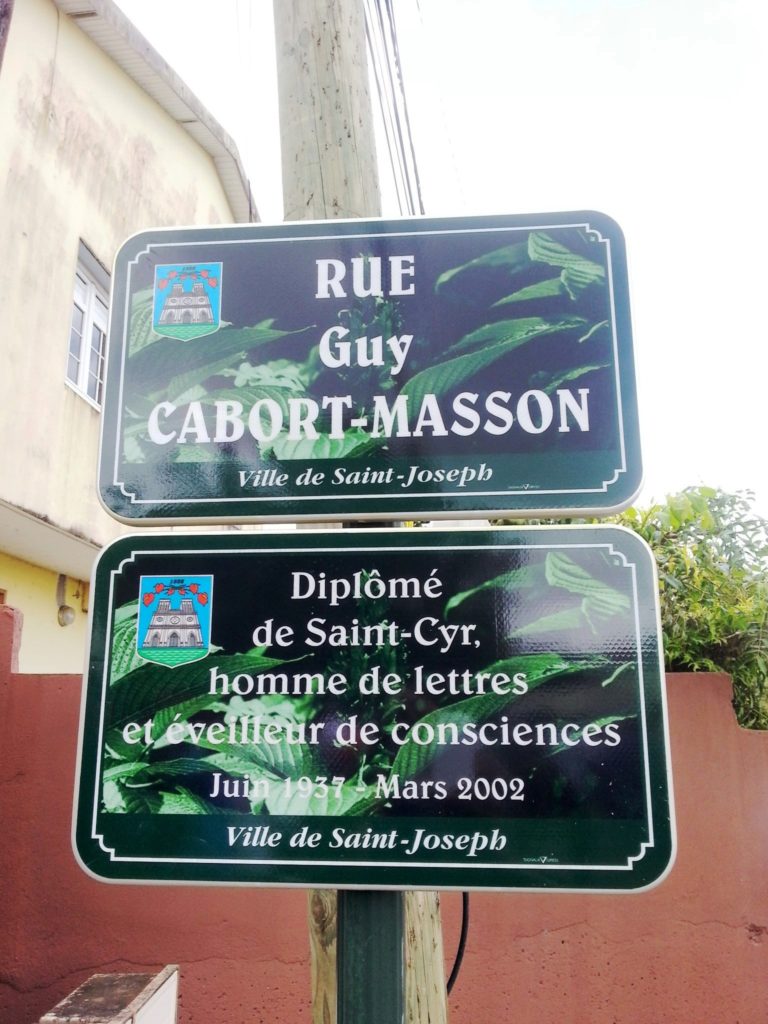 RUE
Guy
CABORT-MASSON
Ville de Saint-Joseph
Diplômé
de Saint-Cyr,
homme de lettres
et éveilleur de consciences
Juin 1937 - Mars 2002
Ville de Saint-Joseph